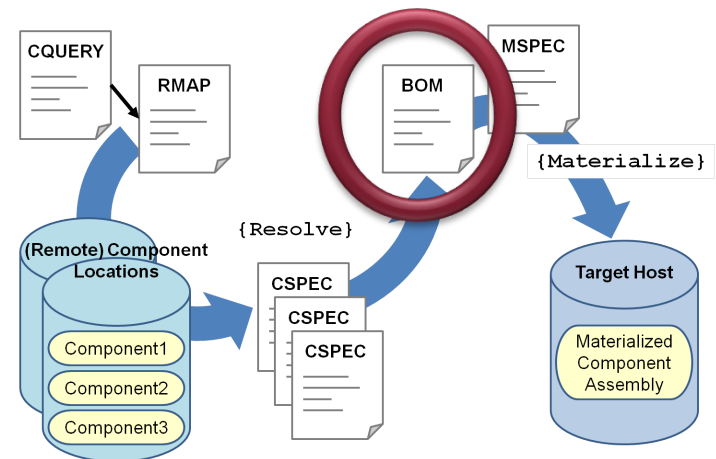 CQUERY
RMAP
BOM
MSPEC
{Materialize}
(Remote) Component
Locations
{Resolve}
Component1
Component2
Component3
CSPEC
CSPEC
CSPEC
Target Host
Materialized
Component
Assembly